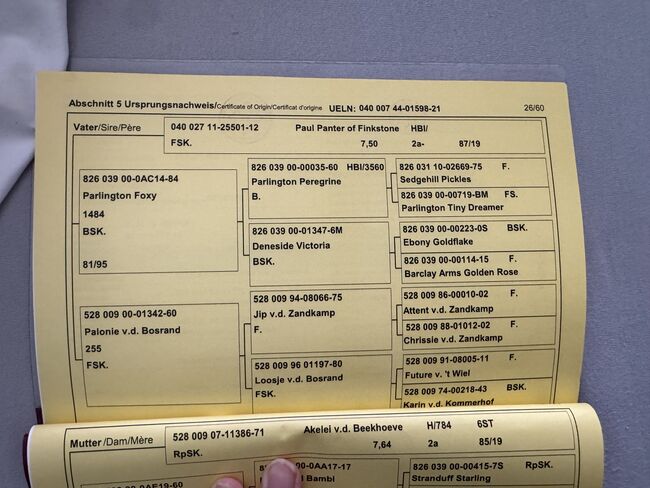 Abschnitt 5 Ursprungsnachweis/Certificate of Origin/Certificat d'origine UELN: 040 007 44-01598-21 26/60
Vater/Sire/Père 040 027 11-25501-12 Paul Panter of Finkstone HBI/
FSK. 7,50 2a- 87/19
826 039 00-0AC14-84
Parlington Foxy
1484
BSK.
81/95
826 039 00-00035-60 HBI/3560
Parlington Peregrine
B.
826 031 10-02669-75 F.
Sedgehill Pickles
826 039 00-00719-BM FS.
Parlington Tiny Dreamer
826 039 00-01347-6M
Deneside Victoria
BSK.
826 039 00-00223-0S BSK.
Ebony Goldflake
826 039 00-00114-15 F.
Barclay Arms Golden Rose
528 009 00-01342-60
Palonie v.d. Bosrand
255
FSK.
528 009 94-08066-75
Jip v.d. Zandkamp
F.
528 009 86-00010-02 F.
Attent v.d. Zandkamp
528 009 88-01012-02 F.
Chrissie v.d. Zandkamp
528 009 96 01197-80
Loosje v.d. Bosrand
FSK.
528 009 91-08005-11 F.
Future v. 't Wiel
528 009 74-00218-43 BSK.
Karin v.d. Kommerhof
Mutter/Dam/Mère 528 009 07-11386-71 Akelei v.d. Beekhoeve H/784 6ST
RpSK. 7,64 2a 85/19
0AA17-17
Bambi
826 039 00-00415-7S RpSK.
Stranduff Starling